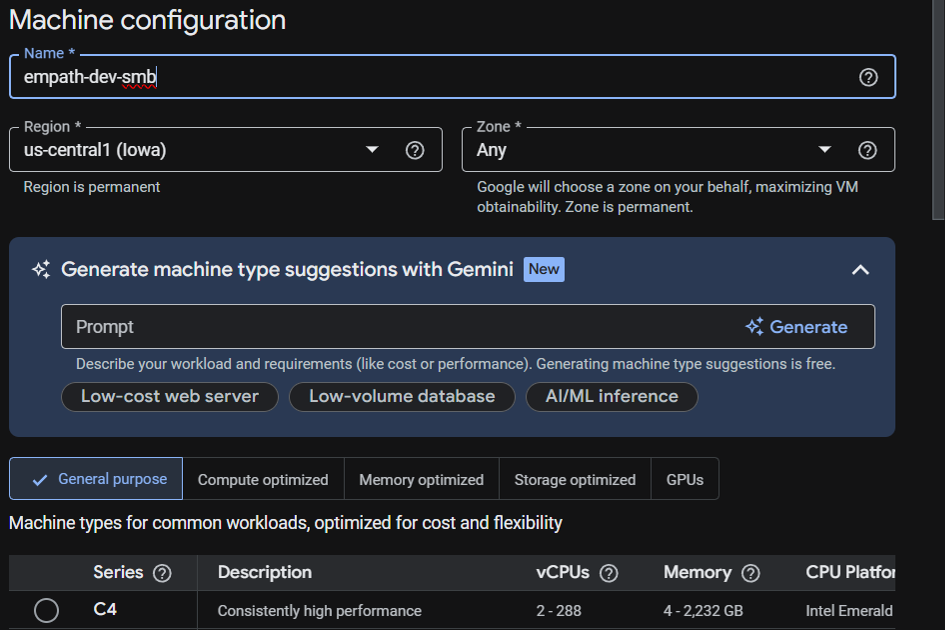 Machine configuration
Name *
empath-dev-smb
Region * Zone *
us-central1 (Iowa) Any
Region is permanent Google will choose a zone on your behalf, maximizing VM
obtainability. Zone is permanent.
Generate machine type suggestions with Gemini New
Prompt Generate
Describe your workload and requirements (like cost or performance). Generating machine type suggestions is free.
Low-cost web server Low-volume database AI/ML inference
General purpose Compute optimized Memory optimized Storage optimized GPUs
Machine types for common workloads, optimized for cost and flexibility
Series Description vCPUs Memory CPU Platfor
C4 Consistently high performance 2 - 288 4 - 2,232 GB Intel Emerald